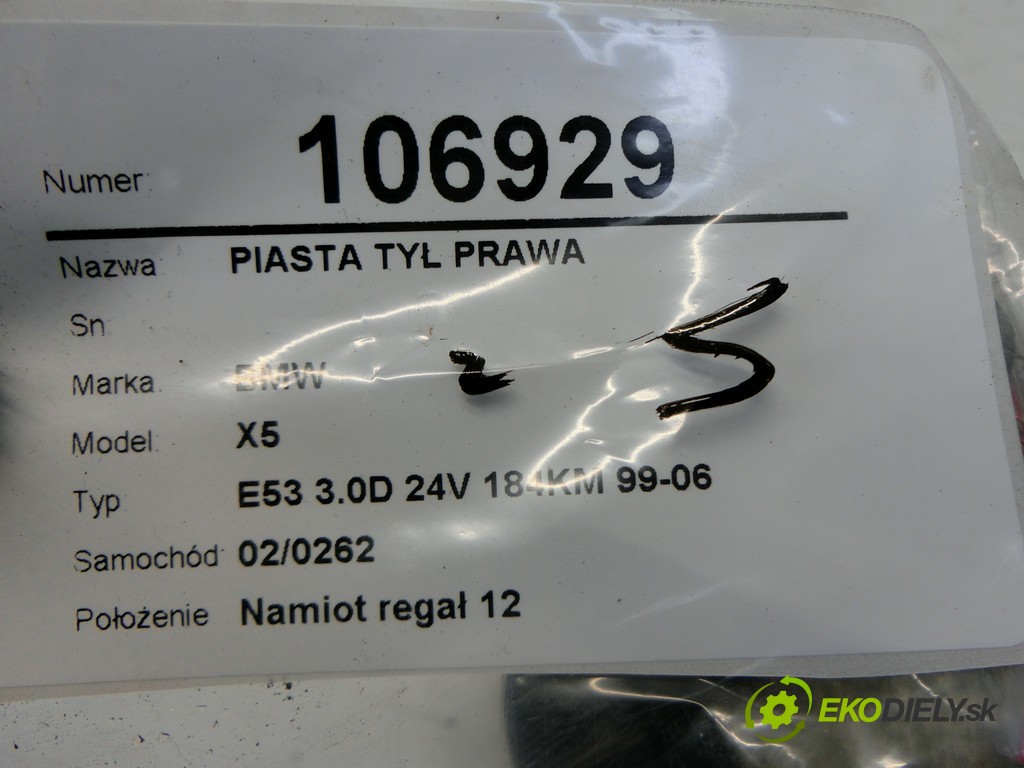 Numer: 106929
Nazwa PIASTA TYŁ PRAWA
Sn
Marka BMW
Model: X5
Typ E53 3.0D 24V 184KM 99-06
Samochód: 02/0262
Położenie Namiot regał 12
EKODIELY.sk